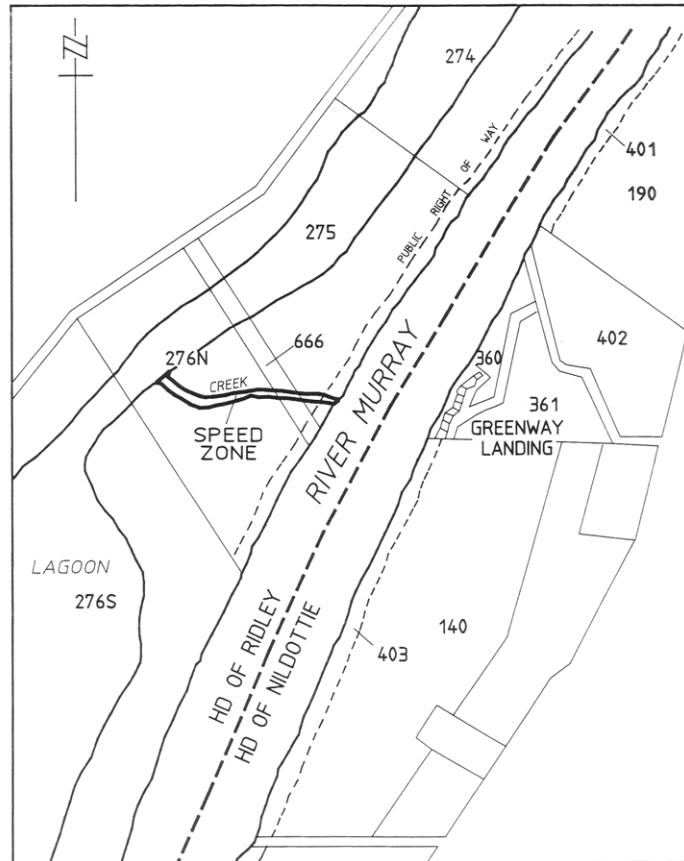 N
274
PUBLIC RIGHT OF WAY
401
190
275
402
666
276N
360
CREEK
361
SPEED
ZONE
GREENWAY
LANDING
RIVER MURRAY
LAGOON
276S
HD OF RIDLEY
HD OF NILDOTTIE
140
403